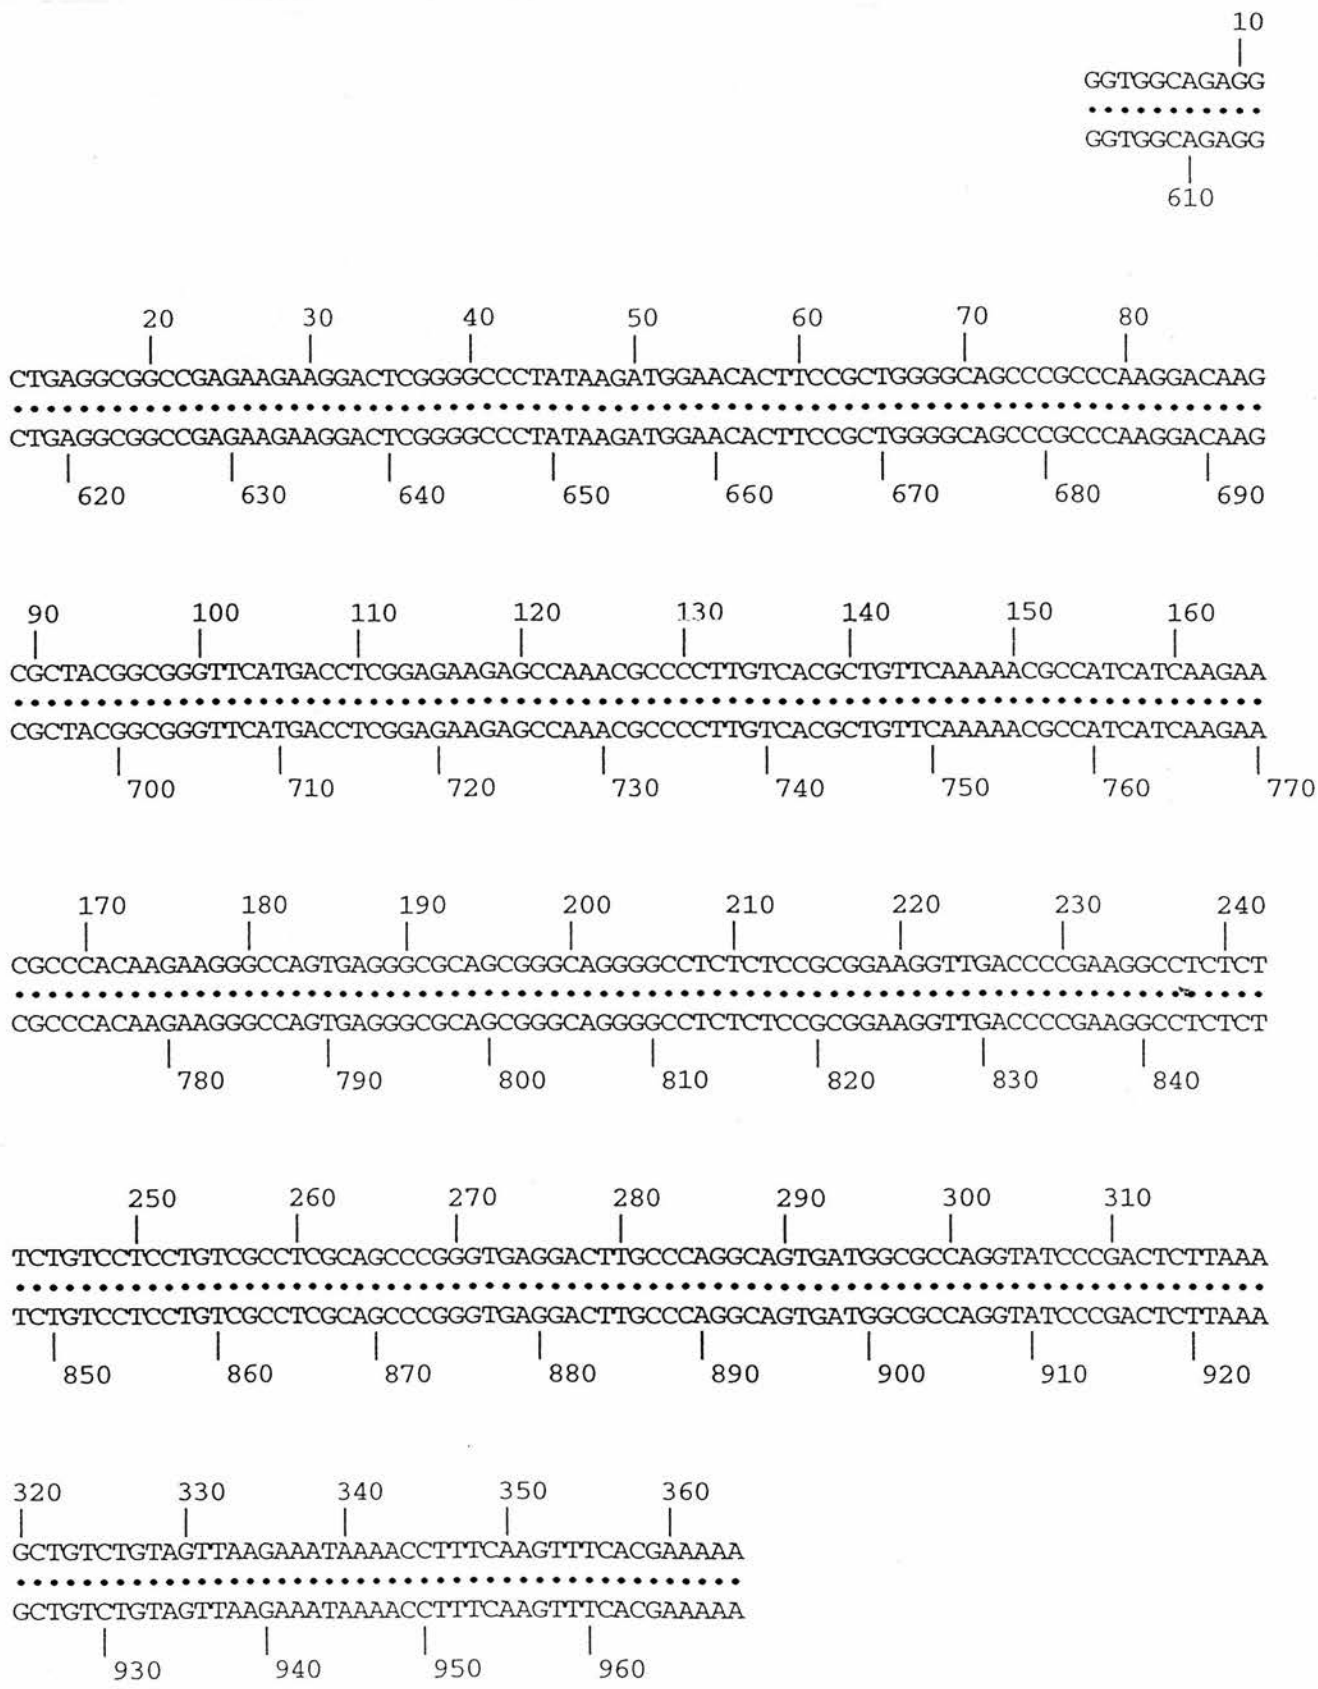 10
GGTGGCAGAGG
GGTGGCAGAGG
610
20 30 40 50 60 70 80
CTGAGGCGGCCGAGAAGAAGGACTCGGGGCCCTATAAGATGGAACACTTCCGCTGGGGCAGCCCGCCCAAGGACAAG
CTGAGGCGGCCGAGAAGAAGGACTCGGGGCCCTATAAGATGGAACACTTCCGCTGGGGCAGCCCGCCCAAGGACAAG
620 630 640 650 660 670 680 690
90 100 110 120 130 140 150 160
CGCTACGGCGGGTTCATGACCTCGGAGAAGAGCCAAACGCCCCTTGTCACGCTGTTCAAAAACGCCATCATCAAGAA
CGCTACGGCGGGTTCATGACCTCGGAGAAGAGCCAAACGCCCCTTGTCACGCTGTTCAAAAACGCCATCATCAAGAA
700 710 720 730 740 750 760 770
170 180 190 200 210 220 230 240
CGCCCACAAGAAGGGCCAGTGAGGGCGCAGCGGGCAGGGGCCTCTCTCCGCGGAAGGTTGACCCCGAAGGCCTCTCT
CGCCCACAAGAAGGGCCAGTGAGGGCGCAGCGGGCAGGGGCCTCTCTCCGCGGAAGGTTGACCCCGAAGGCCTCTCT
780 790 800 810 820 830 840
250 260 270 280 290 300 310
TCTGTCCTCCTGTCGCCTCGCAGCCCGGGTGAGGACTTGCCCAGGCAGTGATGGCGCCAGGTATCCCGACTCTTAAA
TCTGTCCTCCTGTCGCCTCGCAGCCCGGGTGAGGACTTGCCCAGGCAGTGATGGCGCCAGGTATCCCGACTCTTAAA
850 860 870 880 890 900 910 920
320 330 340 350 360
GCTGTCTGTAGTTAAGAAATAAAACCTTTCAAGTTTCACGAAAAA
GCTGTCTGTAGTTAAGAAATAAAACCTTTCAAGTTTCACGAAAAA
930 940 950 960